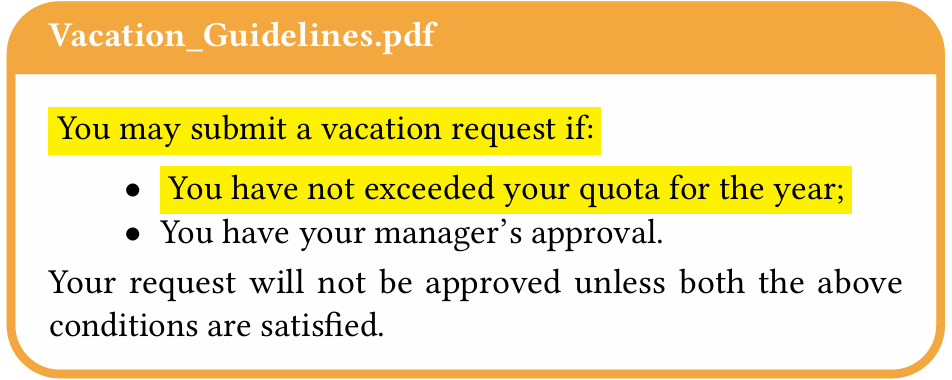 Vacation_Guidelines.pdf
You may submit a vacation request if:
• You have not exceeded your quota for the year;
• You have your manager’s approval.
Your request will not be approved unless both the above
conditions are satisfied.